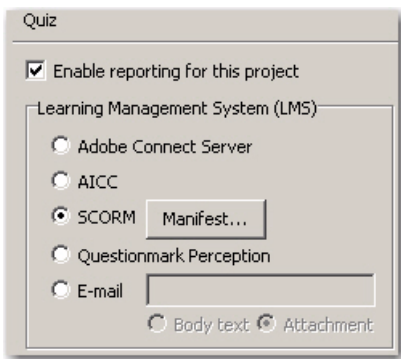 Quiz
Enable reporting for this project
Learning Management System (LMS)
Adobe Connect Server
AICC
SCORM Manifest...
Questionmark Perception
E-mail
Body text Attachment